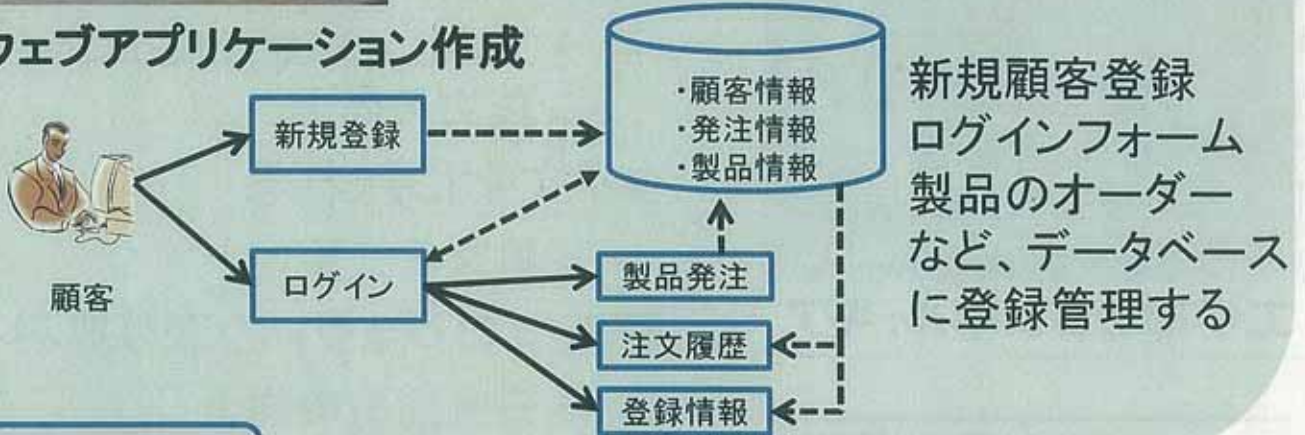 ウェブアプリケーション作成
・顧客情報
・発注情報
・製品情報
新規登録
ログイン
顧客
製品発注
注文履歴
登録情報
新規顧客登録
ログインフォーム
製品のオーダー
など、データベース
に登録管理する